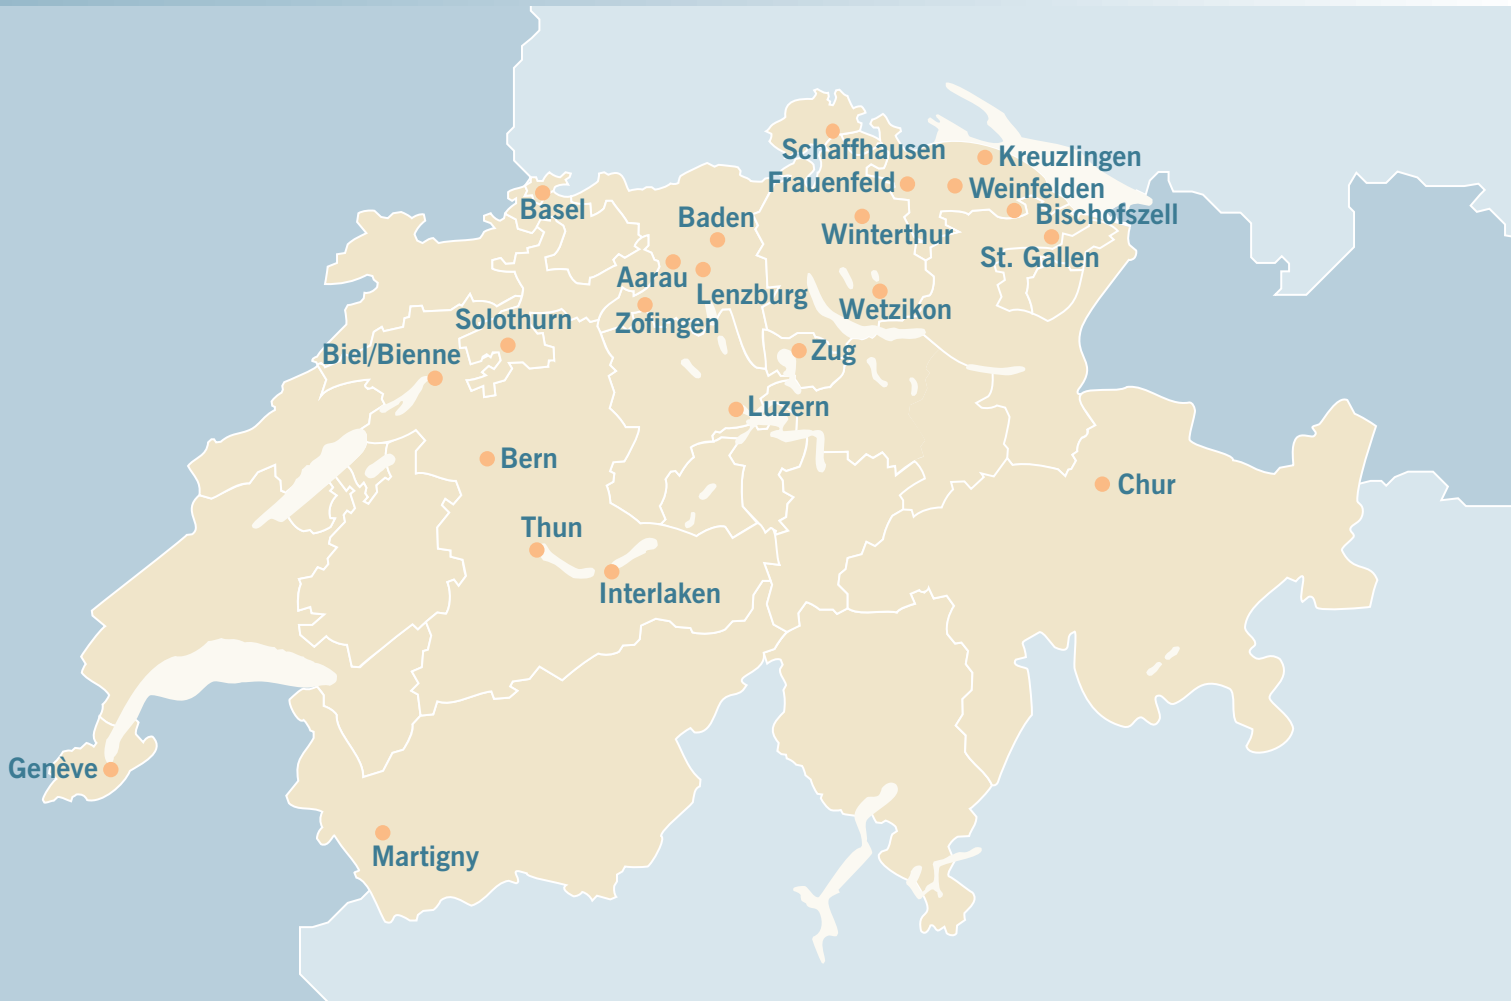 Schaffhausen
Kreuzlingen
Frauenfeld
Weinfelden
Basel
Baden
Bischofszell
Winterthur
St. Gallen
Aarau
Lenzburg
Wetzikon
Solothurn
Zofingen
Biel/Bienne
Zug
Luzern
Bern
Chur
Thun
Interlaken
Genève
Martigny